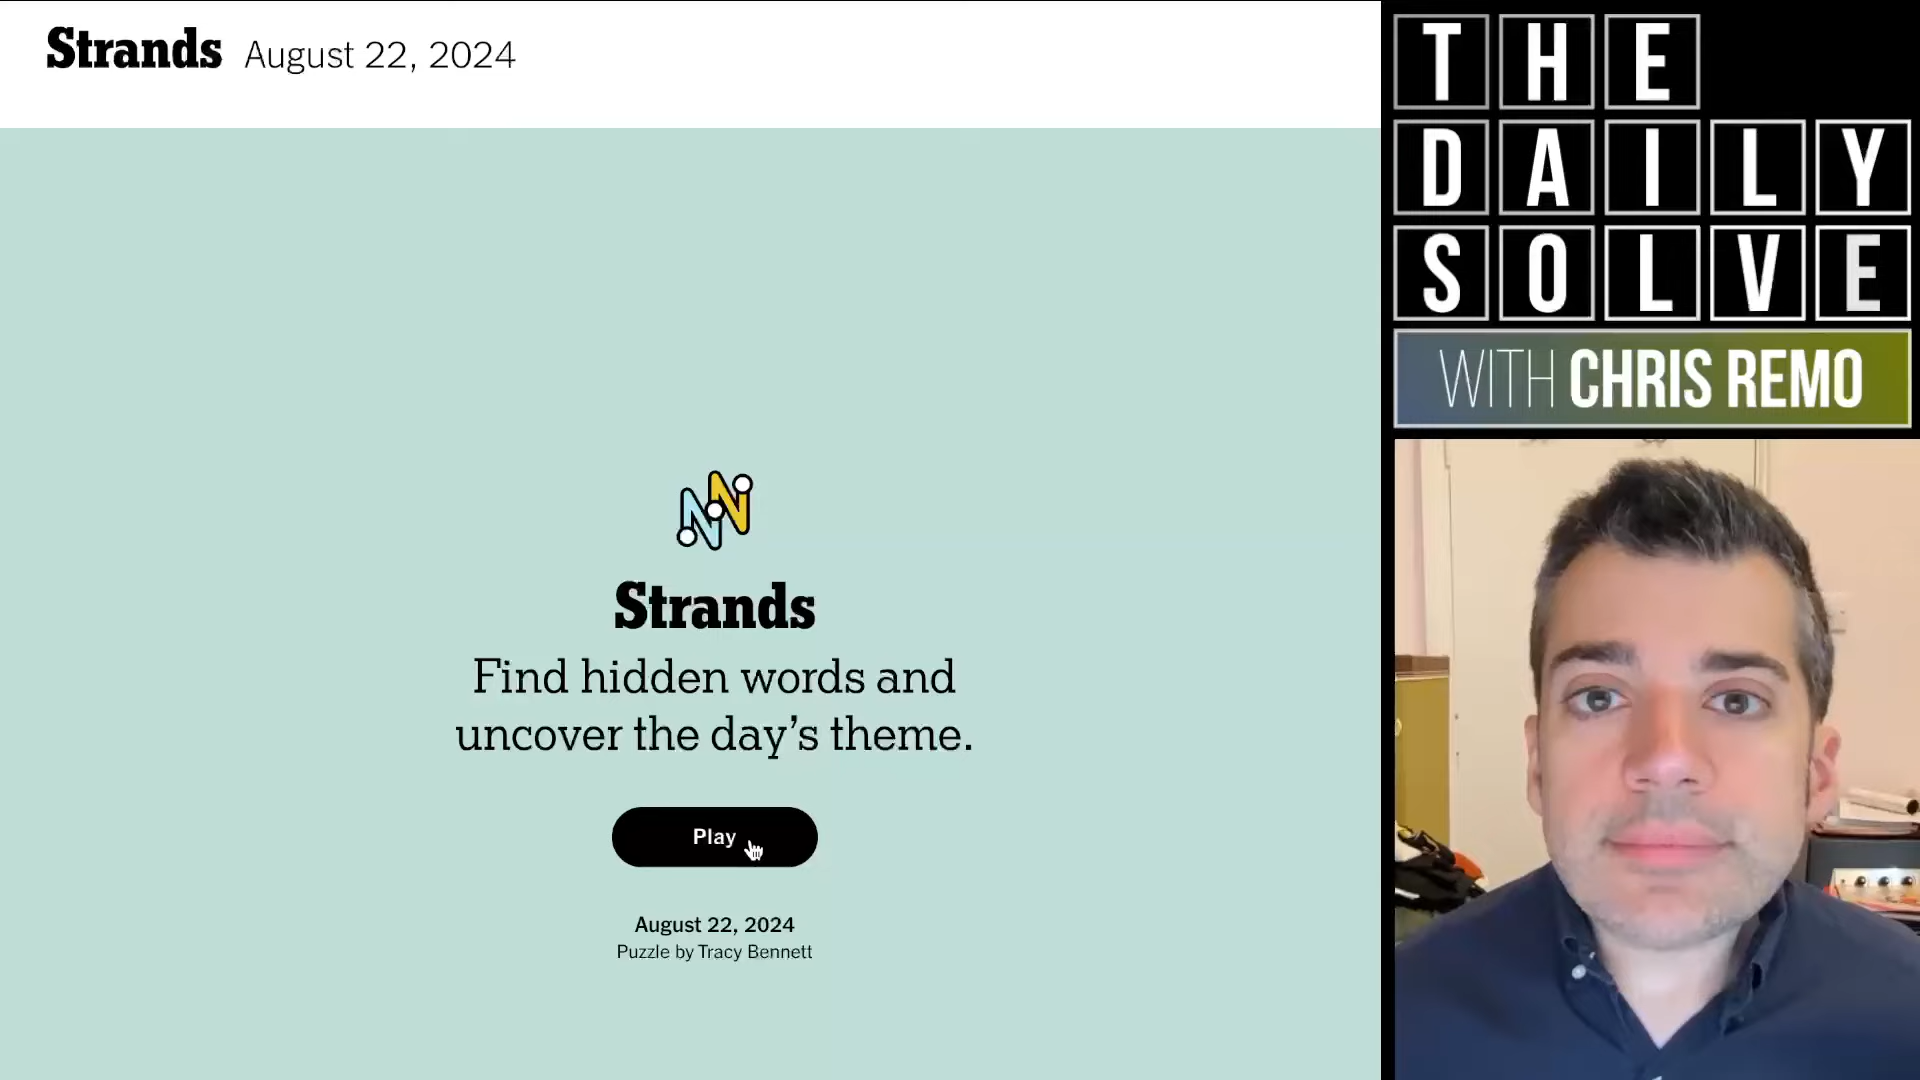 Strands August 22, 2024
THE
DAILY
SOLVE
WITH CHRIS REMO
Strands
Find hidden words and
uncover the day’s theme.
Play
August 22, 2024
Puzzle by Tracy Bennett